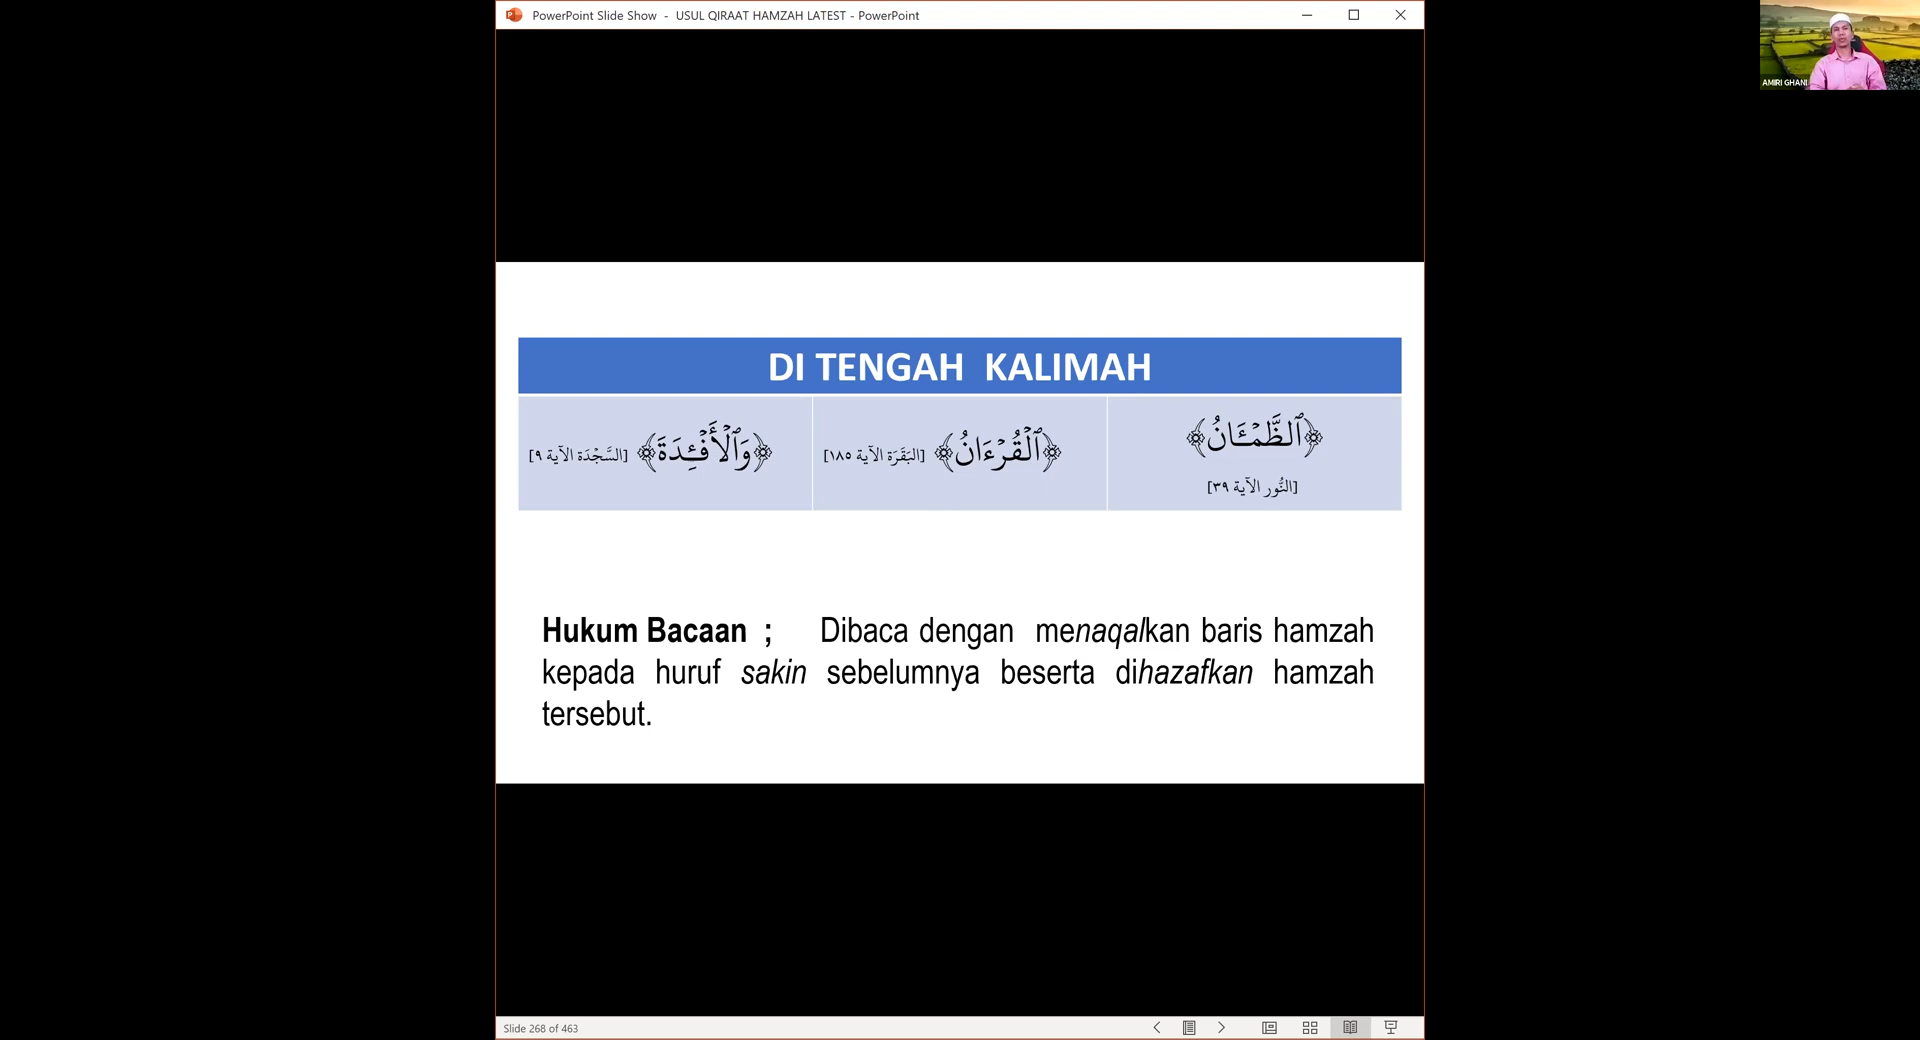 PowerPoint Slide Show - USUL QIRAAT HAMZAH LATEST - PowerPoint
AMIRI GHANI
DI TENGAH KALIMAH
﴿ٱلظَّمۡـَٔانُ﴾
[النُّور الآية ٣٩]
﴿ٱلۡقُرۡءَانُ﴾ [البَقَرَة الآية ١٨٥]
﴿وَٱلۡأَفۡـِٔدَةَ﴾ [السَّجْدَة الآية ٩]
Hukum Bacaan ; Dibaca dengan menaqalkan baris hamzah
kepada huruf sakin sebelumnya beserta dihazafkan hamzah
tersebut.
Slide 268 of 463